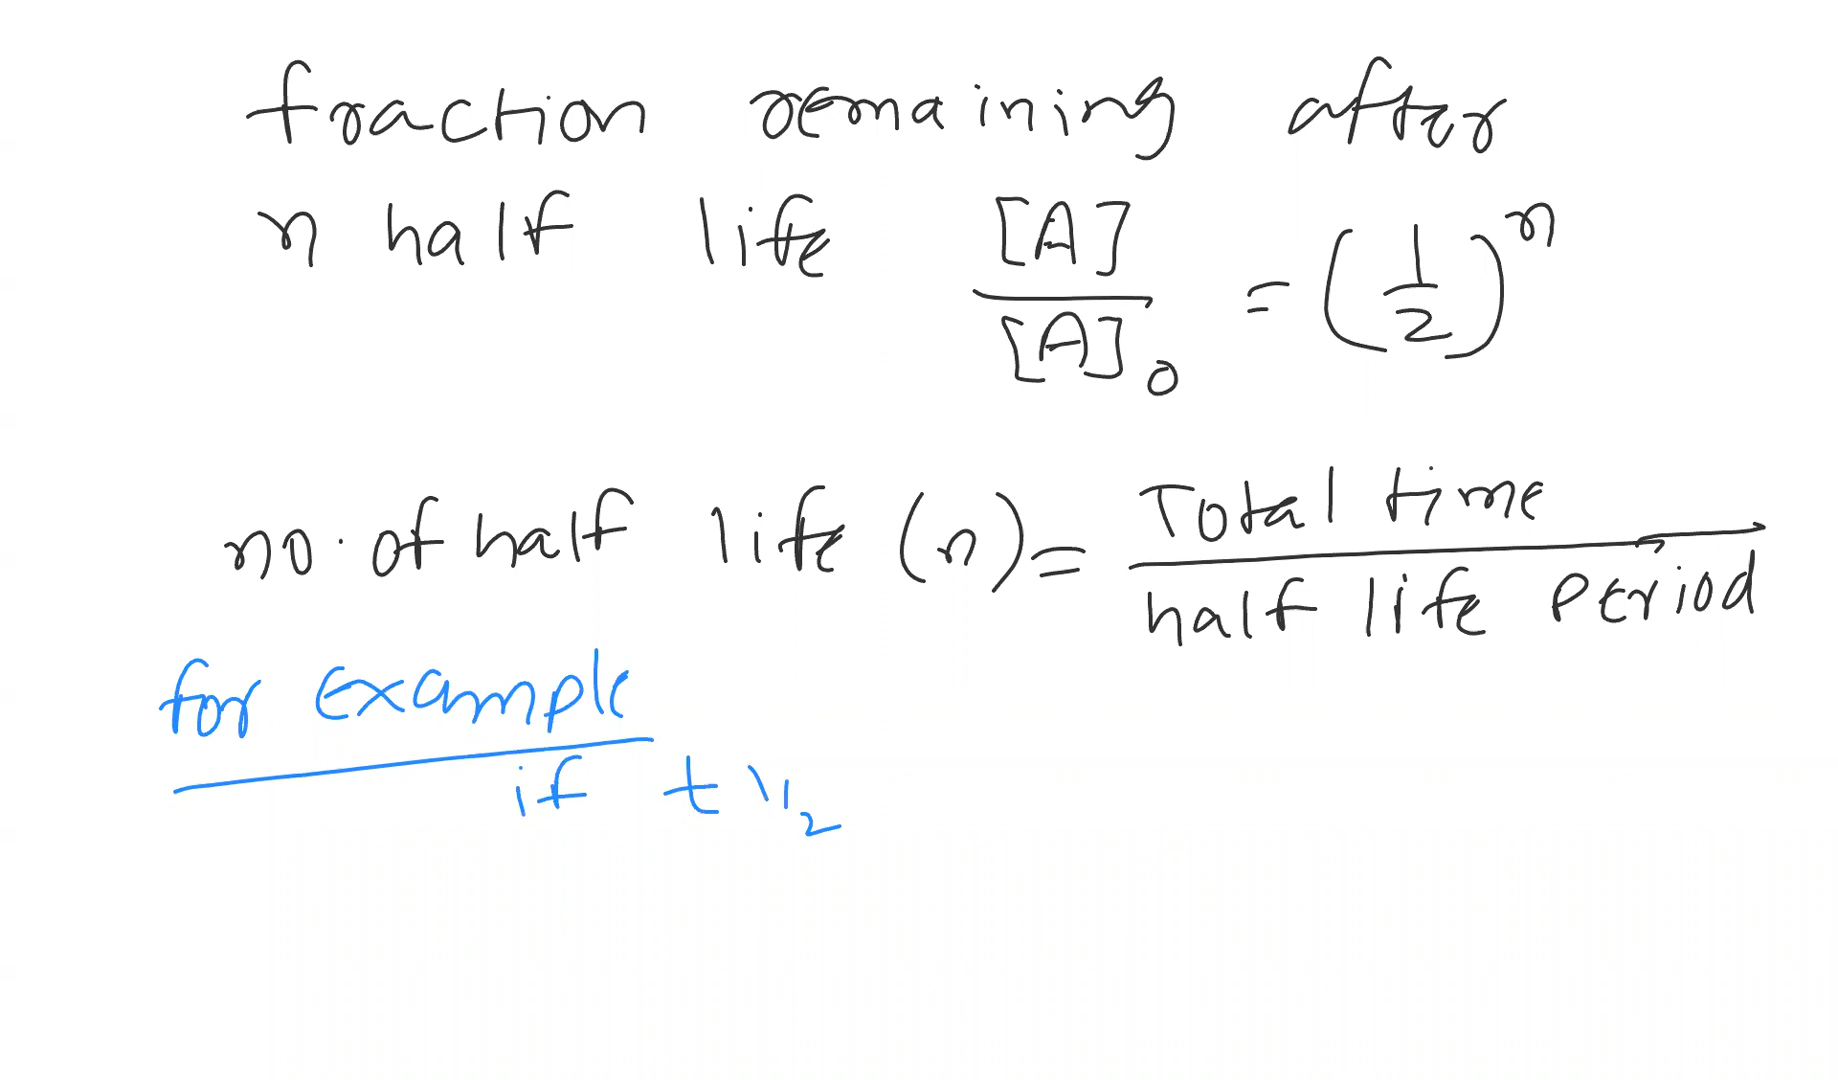 fraction remaining after
n half life [A]/[A]₀ = (1/2)ⁿ
no. of half life (n) = Total time / half life period
for example
if t 1/2